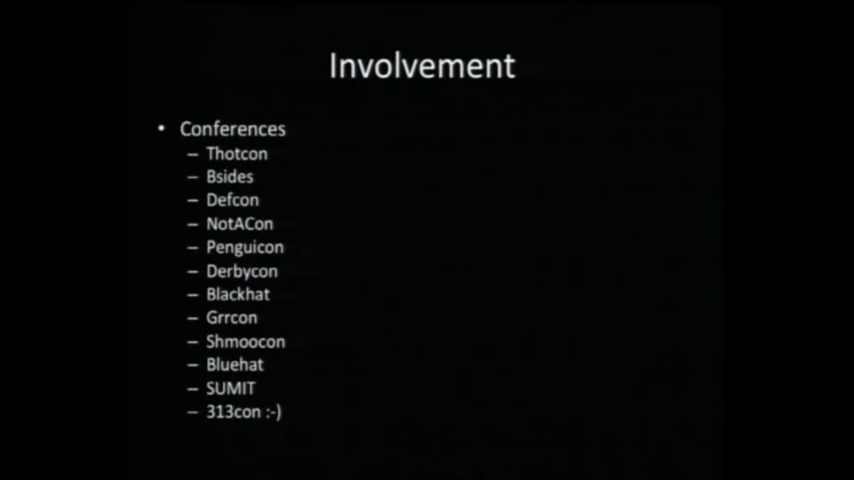 Involvement
• Conferences
– Thotcon
– Bsides
– Defcon
– NotACon
– Penguicon
– Derbycon
– Blackhat
– Grrcon
– Shmoocon
– Bluehat
– SUMIT
– 313con :-)